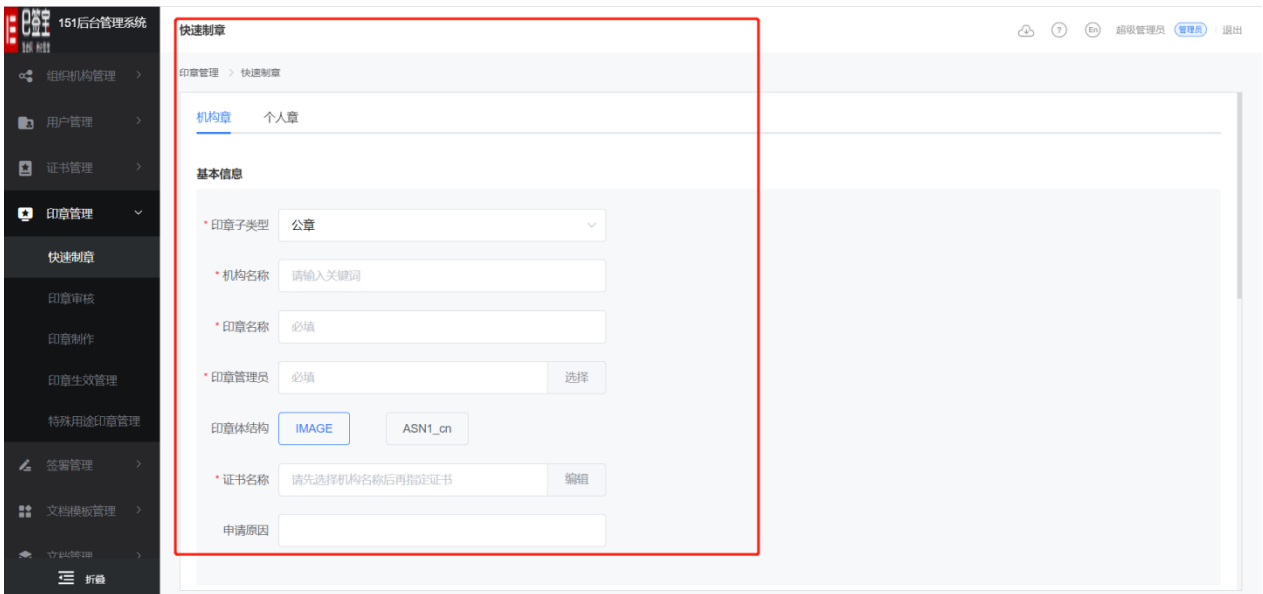 e签宝
151后台管理系统
组织机构管理
用户管理
证书管理
印章管理
快速制章
印章审核
印章制作
印章生效管理
特殊用途印章管理
签署管理
文档模板管理
文档管理
折叠
快速制章
En
超级管理员 管理员 退出
印章管理 > 快速制章
机构章 个人章
基本信息
* 印章子类型 公章
* 机构名称 请输入关键词
* 印章名称 必填
* 印章管理员 必填 选择
印章体结构 IMAGE ASN1_cn
* 证书名称 请先选择机构名称后再指定证书 编辑
申请原因